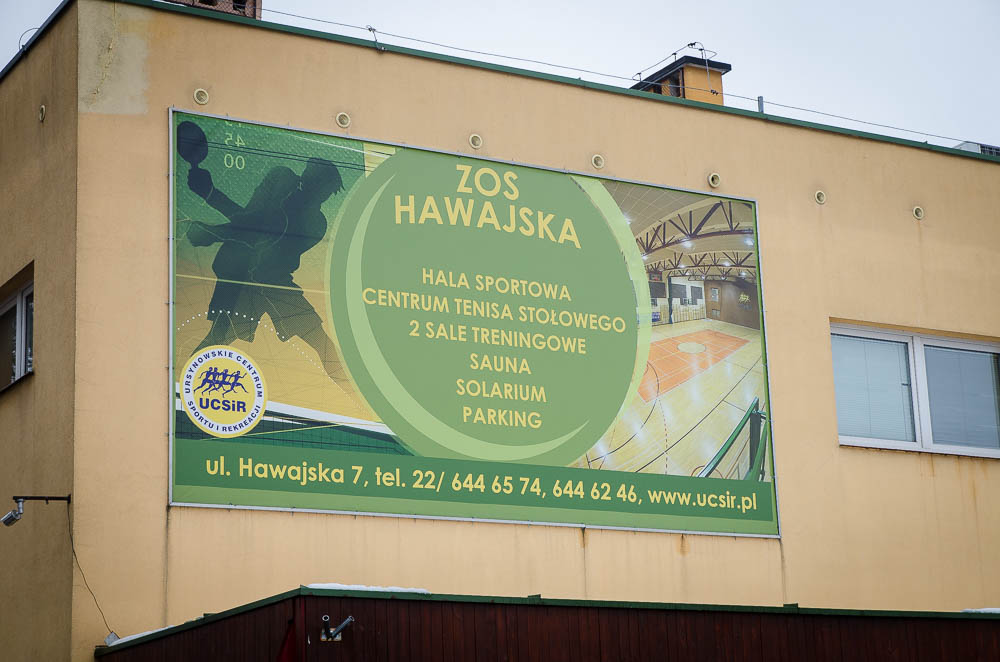 45
00
ZOS
HAWAJSKA
HALA SPORTOWA
CENTRUM TENISA STOŁOWEGO
2 SALE TRENINGOWE
SAUNA
SOLARIUM
PARKING
URSYNOWSKIE CENTRUM
UCSiR
SPORTU I REKREACJI
ul. Hawajska 7, tel. 22/ 644 65 74, 644 62 46, www.ucsir.pl